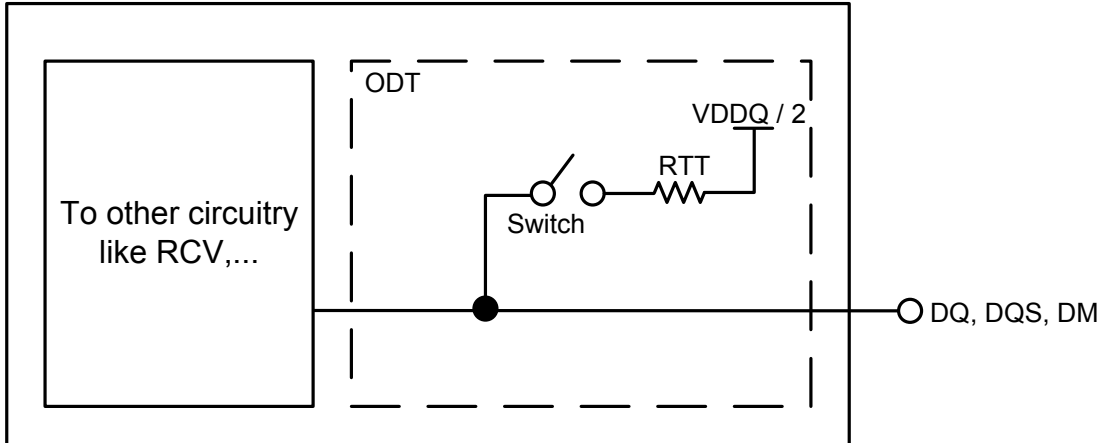 ODT
VDDQ / 2
RTT
Switch
To other circuitry
like RCV,...
DQ, DQS, DM